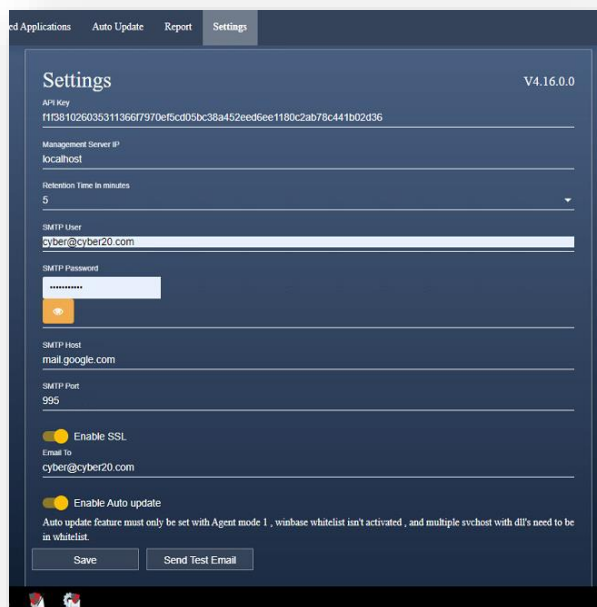 ed Applications Auto Update Report Settings
Settings V4.16.0.0
API Key
f1f381026035311366f7970ef5cd05bc38a452eed6ee1180c2ab78c441b02d36
Management Server IP
localhost
Retention Time In minutes
5
SMTP User
cyber@cyber20.com
SMTP Password
SMTP Host
mail.google.com
SMTP Port
995
Enable SSL
Email To
cyber@cyber20.com
Enable Auto update
Auto update feature must only be set with Agent mode 1 , winbase whitelist isn't activated , and multiple svchost with dll's need to be
in whitelist.
Save Send Test Email